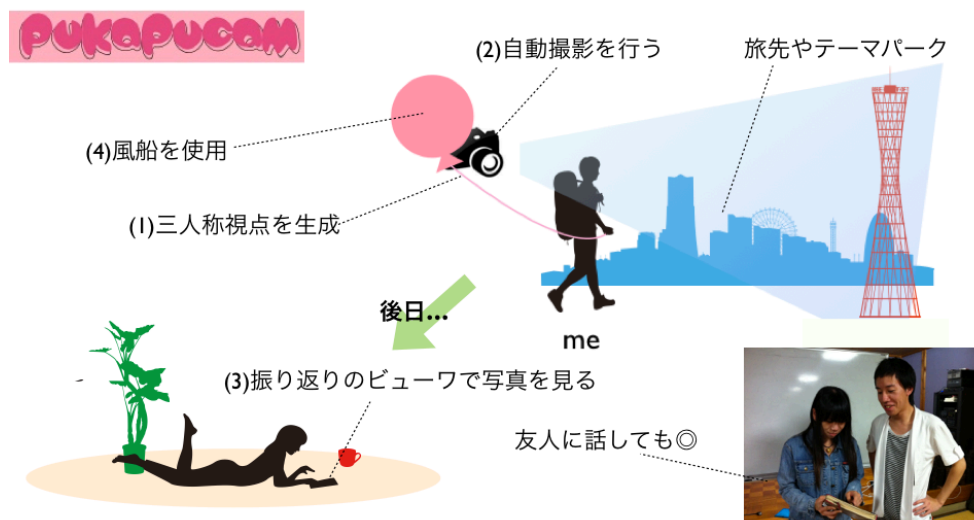 PukaPucam
(2)自動撮影を行う
旅先やテーマパーク
(4)風船を使用
(1)三人称視点を生成
後日...
me
(3)振り返りのビューワで写真を見る
友人に話しても◎